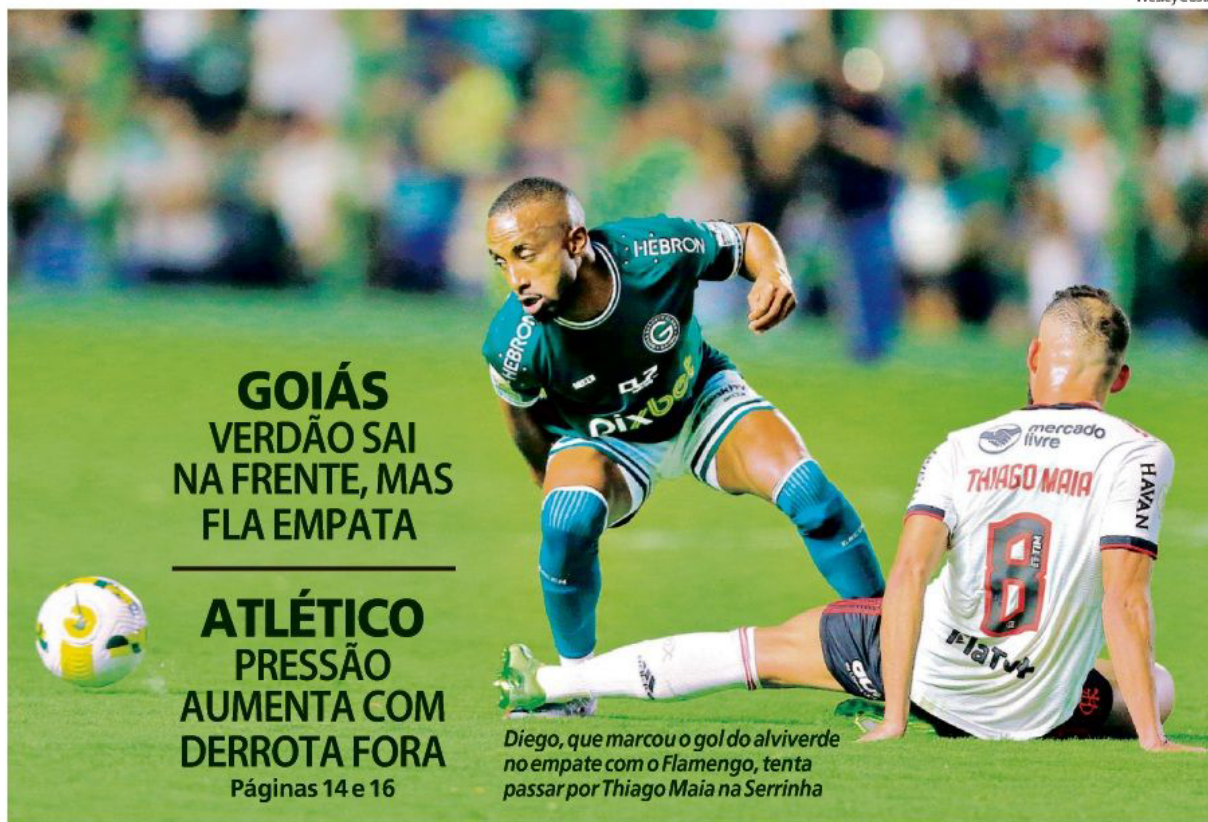 GOIÁS
VERDÃO SAI
NA FRENTE, MAS
FLA EMPATA
ATLÉTICO
PRESSÃO
AUMENTA COM
DERROTA FORA
Páginas 14 e 16
Diego, que marcou o gol do alviverde
no empate com o Flamengo, tenta
passar por Thiago Maia na Serrinha
HEBRON
HEBRON
G
Pixbet
mercado
livre
THIAGO MAIA
HAVAN
8
TIM